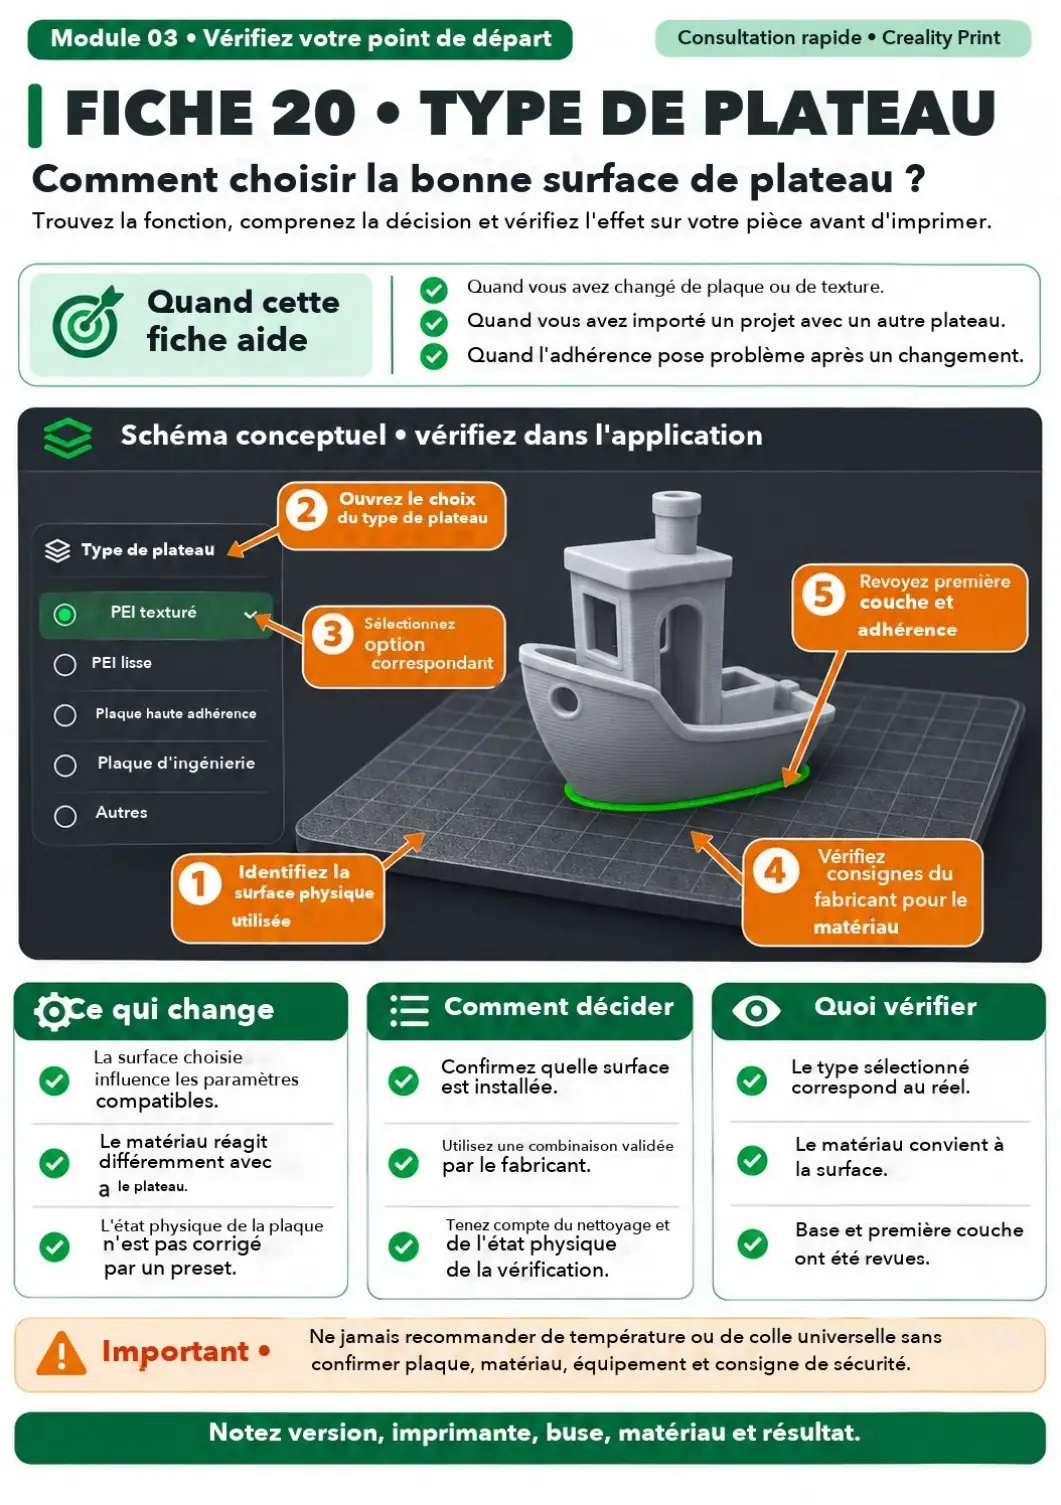 Module 03 • Vérifiez votre point de départ
Consultation rapide • Creality Print
FICHE 20 • TYPE DE PLATEAU
Comment choisir la bonne surface de plateau ?
Trouvez la fonction, comprenez la décision et vérifiez l'effet sur votre pièce avant d'imprimer.
Quand cette
fiche aide
Quand vous avez changé de plaque ou de texture.
Quand vous avez importé un projet avec un autre plateau.
Quand l'adhérence pose problème après un changement.
Schéma conceptuel • vérifiez dans l'application
2
Ouvrez le choix
du type de plateau
Type de plateau
PEI texturé
PEI lisse
Plaque haute adhérence
Plaque d'ingénierie
Autres
3
Sélectionnez
option
correspondant
5
Revoyez première
couche et
adhérence
1
Identifiez la
surface physique
utilisée
4
Vérifiez
consignes du
fabricant pour le
matériau
Ce qui change
La surface choisie
influence les paramètres
compatibles.
Le matériau réagit
différemment avec
a le plateau.
L'état physique de la plaque
n'est pas corrigé
par un preset.
Comment décider
Confirmez quelle surface
est installée.
Utilisez une combinaison validée
par le fabricant.
Tenez compte du nettoyage et
de l'état physique
de la vérification.
Quoi vérifier
Le type sélectionné
correspond au réel.
Le matériau convient à
la surface.
Base et première couche
ont été revues.
Important •
Ne jamais recommander de température ou de colle universelle sans
confirmer plaque, matériau, équipement et consigne de sécurité.
Notez version, imprimante, buse, matériau et résultat.